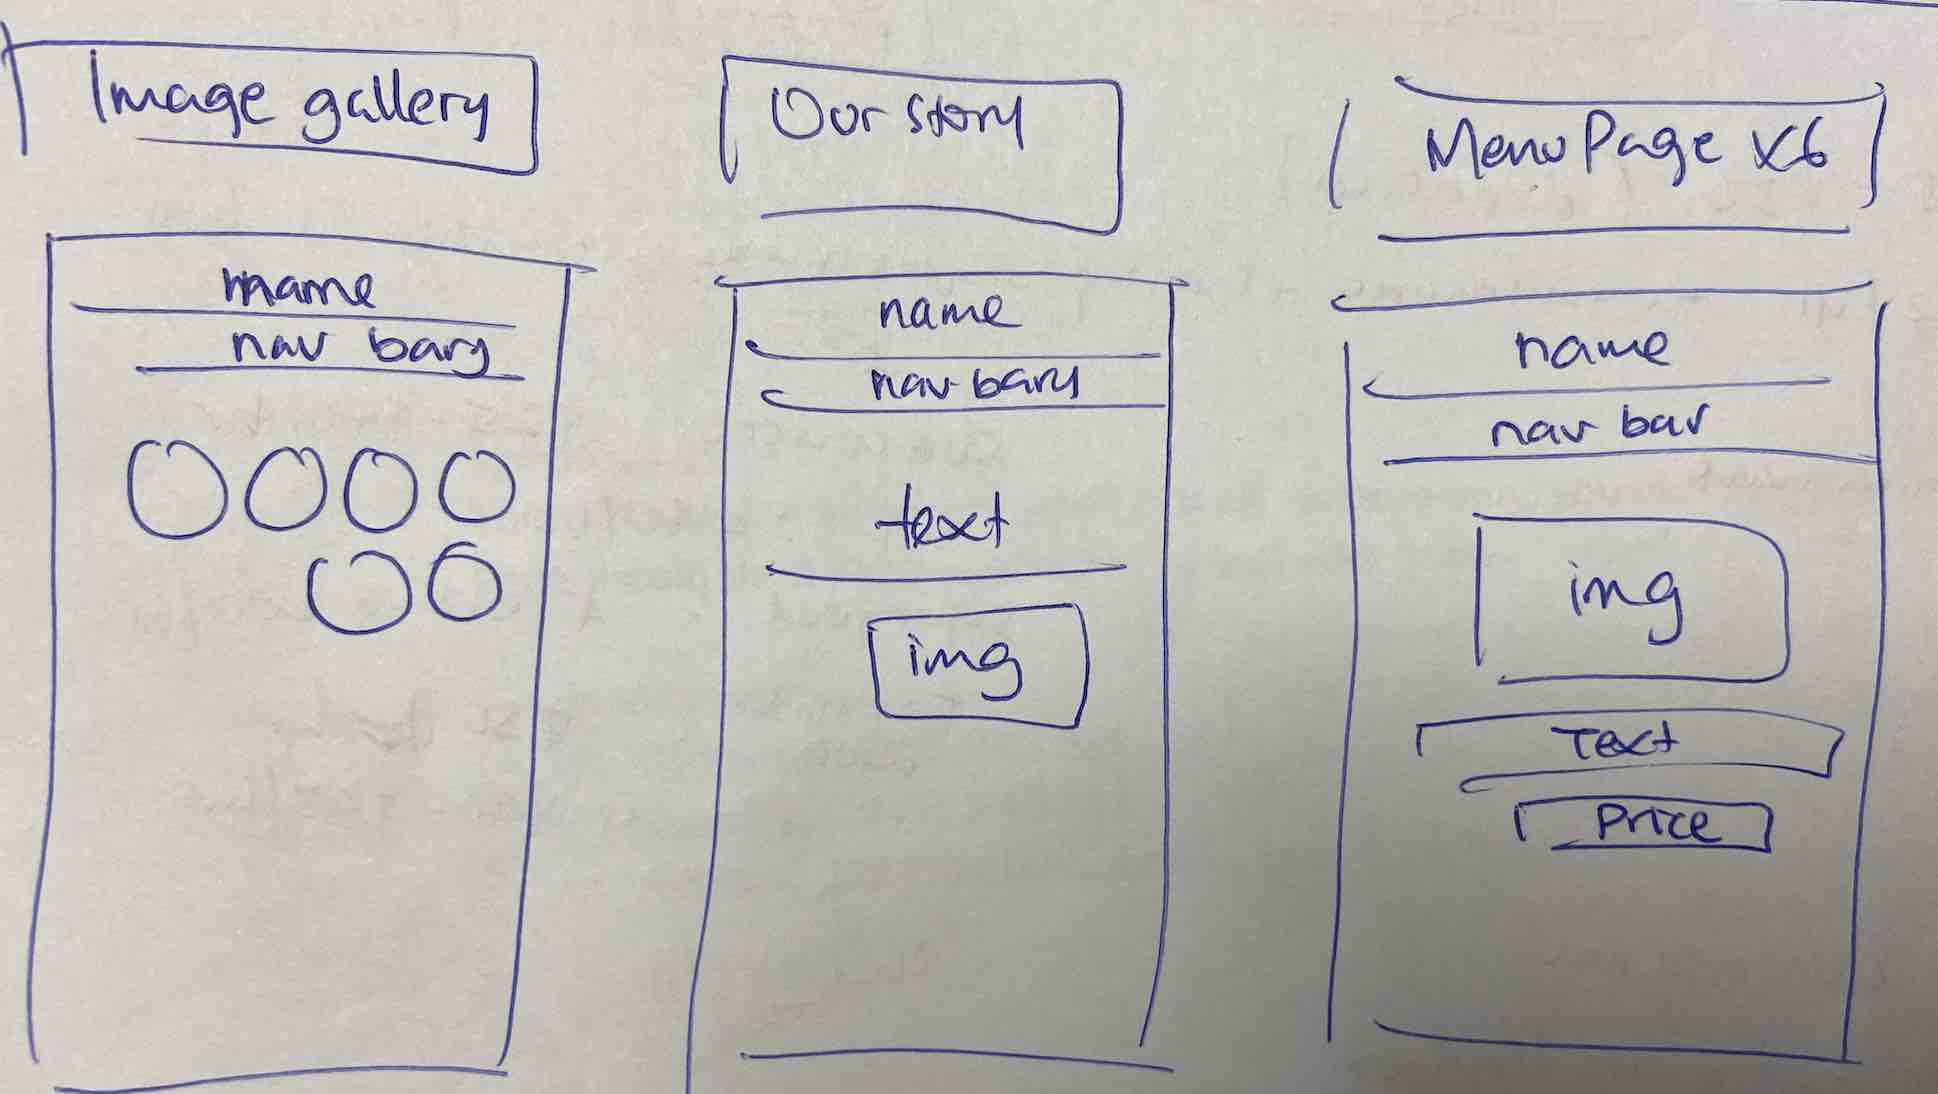 Image gallery
name
nav bary
Our story
name
nav bary
text
img
Menu Page x6
name
nav bar
img
Text
Price